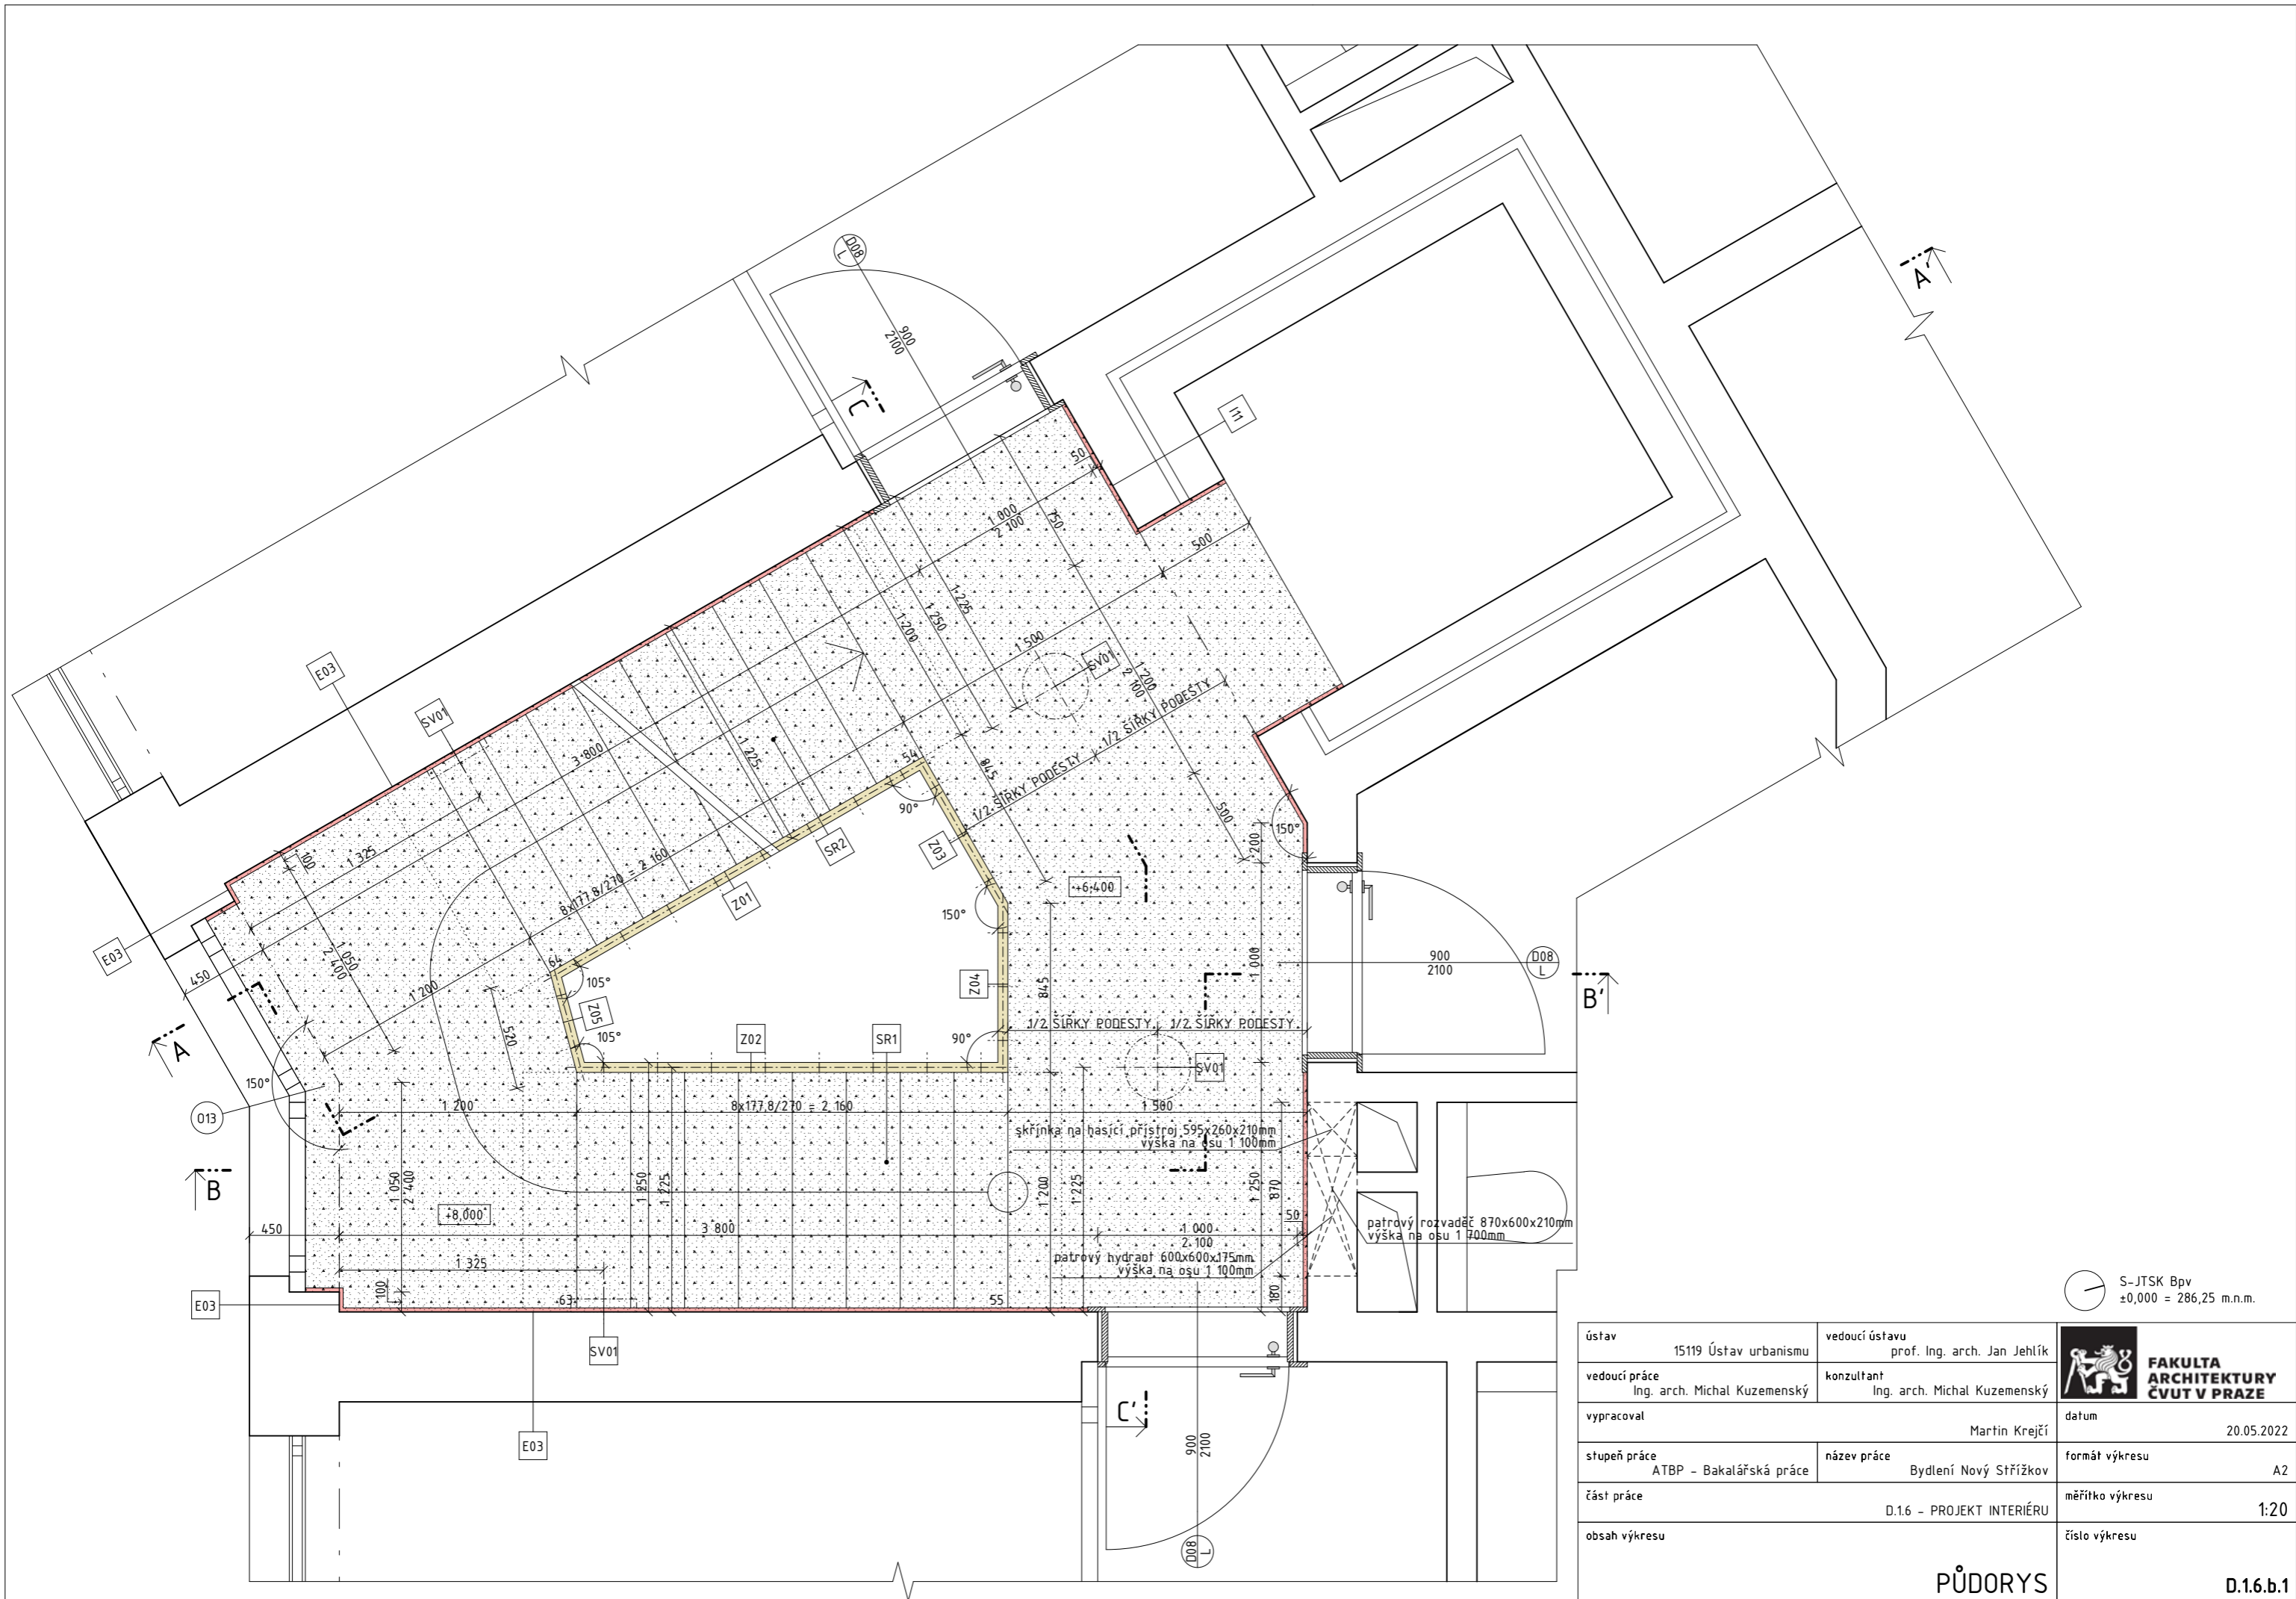 D08
L
900
2100
A'
C
I11
50
1 000
2 100
750
500
1 225
1 250
1 200
1 500
SV01
1 200
2 100
1/2 ŠÍŘKY PODESTY
1/2 ŠÍŘKY PODESTY
E03
SV01
3 800
1 225
54
845
90°
500
150°
200
SR2
Z03
100
1 325
8x177,8/270 = 2 160
Z01
+6,400
150°
E03
450
1 050
2 400
1 200
64
105°
Z05
520
105°
Z04
845
1 000
900
2100
D08
L
B'
A
1/2 ŠÍŘKY PODESTY
1/2 ŠÍŘKY PODESTY
Z02
SR1
90°
SV01
150°
O13
1 200
8x177,8/270 = 2 160
1 500
skřínka na hasící přístroj 595x260x210mm
výška na osu 1 100mm
B
1 050
2 400
1 250
1 225
1 200
1 225
1 250
870
+8,000
450
3 800
1 000
2 100
50
patrový rozvaděč 870x600x210mm
výška na osu 1 700mm
patrový hydrant 600x600x175mm
výška na osu 1 100mm
1 325
100
63
55
180
E03
SV01
E03
C'
900
2100
D08
L
S-JTSK Bpv
±0,000 = 286,25 m.n.m.
ústav
15119 Ústav urbanismu
vedoucí ústavu
prof. Ing. arch. Jan Jehlík
FAKULTA
ARCHITEKTURY
ČVUT V PRAZE
vedoucí práce
Ing. arch. Michal Kuzemenský
konzultant
Ing. arch. Michal Kuzemenský
vypracoval
Martin Krejčí
datum
20.05.2022
stupeň práce
ATBP - Bakalářská práce
název práce
Bydlení Nový Střížkov
formát výkresu
A2
část práce
D.1.6 - PROJEKT INTERIÉRU
měřítko výkresu
1:20
obsah výkresu
PŮDORYS
číslo výkresu
D.1.6.b.1